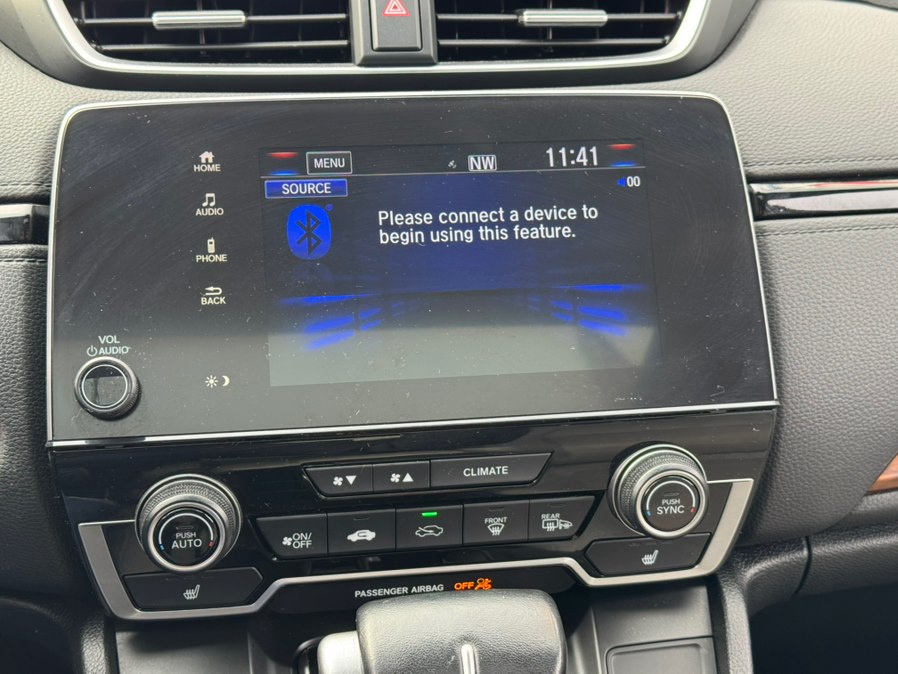 HOME
MENU
NW
11:41
SOURCE
00
AUDIO
Please connect a device to
begin using this feature.
PHONE
BACK
VOL
AUDIO
CLIMATE
PUSH
AUTO
ON/
OFF
FRONT
REAR
PUSH
SYNC
PASSENGER AIRBAG OFF